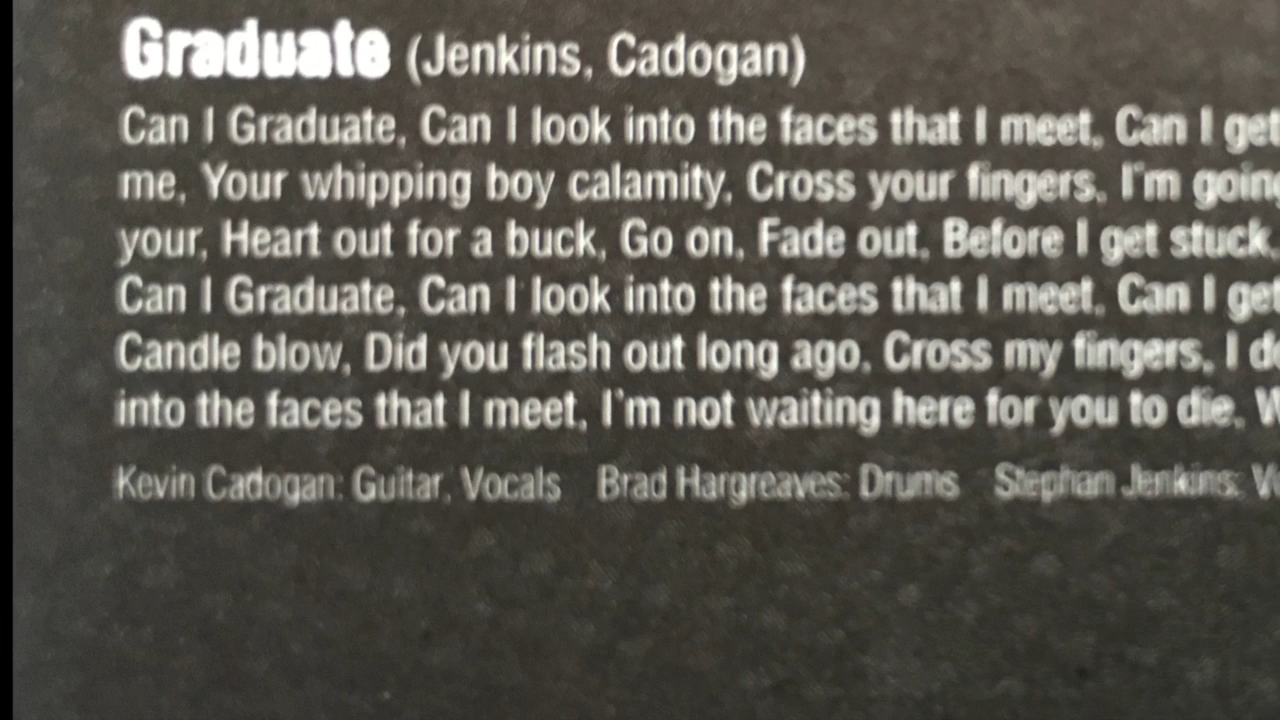 Graduate (Jenkins, Cadogan)
Can I Graduate, Can I look into the faces that I meet, Can I get
me, Your whipping boy calamity, Cross your fingers, I'm going
your, Heart out for a buck, Go on, Fade out, Before I get stuck,
Can I Graduate, Can I look into the faces that I meet, Can I get
Candle blow, Did you flash out long ago, Cross my fingers, I
into the faces that I meet, I'm not waiting here for you to die,
Kevin Cadogan: Guitar, Vocals Brad Hargreaves: Drums Stephan Jenkins: